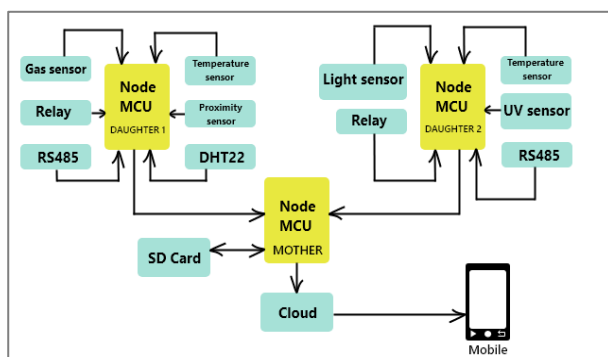 Gas sensor
Temperature
sensor
Node
MCU
DAUGHTER 1
Relay
Proximity
sensor
RS485
DHT22
Light sensor
Temperature
sensor
Node
MCU
DAUGHTER 2
UV sensor
Relay
RS485
Node
MCU
MOTHER
SD Card
Cloud
Mobile